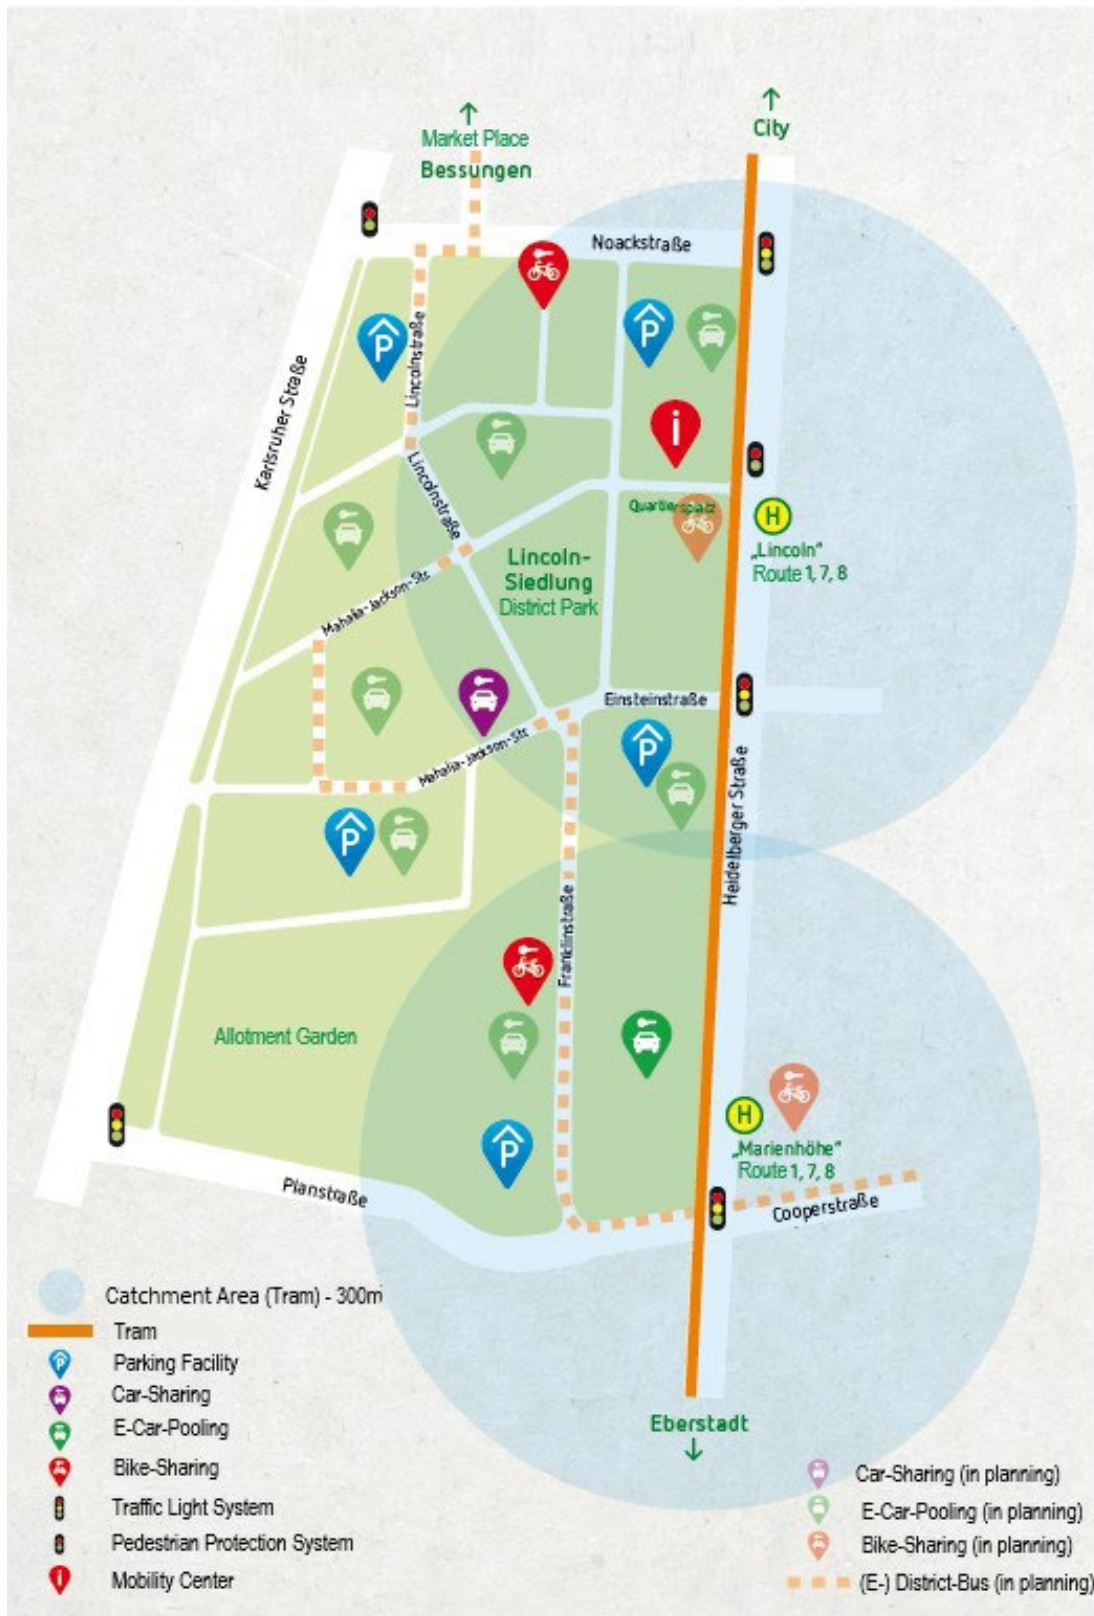 City
Market Place
Bessungen
Noackstraße
Lincolnstraße
Karlsruher Straße
Lincolnstraße
Quartiersplatz
H
„Lincoln“
Route 1, 7, 8
Lincoln-
Siedlung
District Park
Mahalia-Jackson-Str.
Einsteinstraße
Mahalia-Jackson-Str.
Heidelberger Straße
Franklinstraße
Allotment Garden
H
„Marienhöhe“
Route 1, 7, 8
Planstraße
Cooperstraße
Eberstadt
P
P
P
P
P
i
Catchment Area (Tram) - 300m
Tram
Parking Facility
Car-Sharing
E-Car-Pooling
Bike-Sharing
Traffic Light System
Pedestrian Protection System
Mobility Center
Car-Sharing (in planning)
E-Car-Pooling (in planning)
Bike-Sharing (in planning)
(E-) District-Bus (in planning)